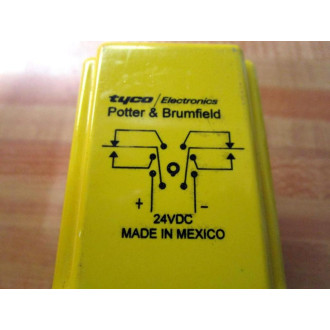 tyco / Electronics
Potter & Brumfield
+ -
24VDC
MADE IN MEXICO